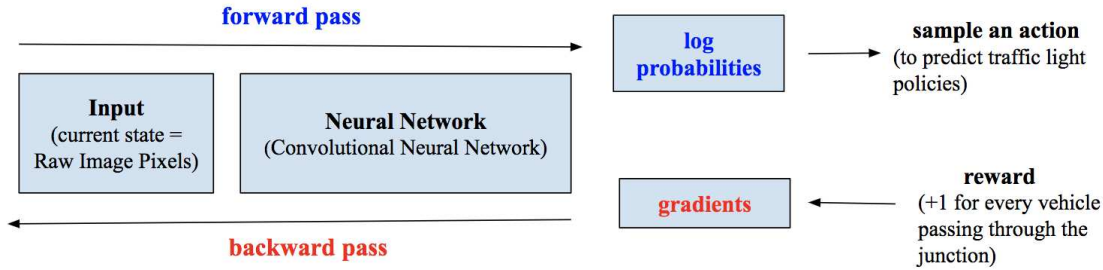 forward pass
Input
(current state =
Raw Image Pixels)
Neural Network
(Convolutional Neural Network)
log
probabilities
sample an action
(to predict traffic light
policies)
backward pass
gradients
reward
(+1 for every vehicle
passing through the
junction)